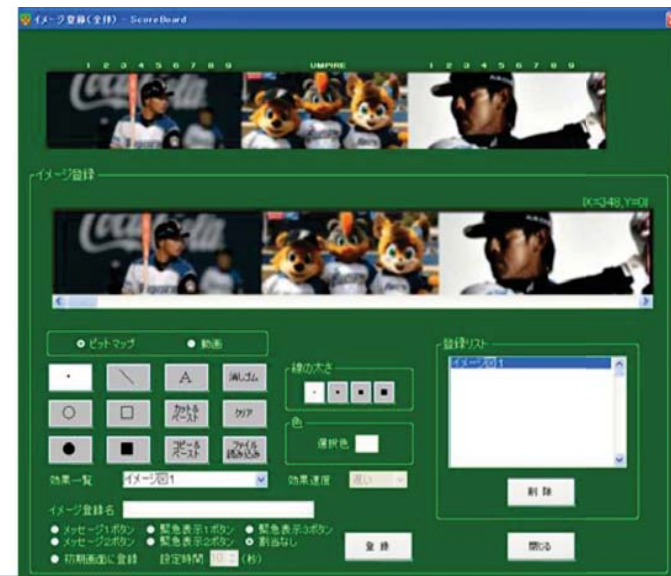 イメージ登録(全体) - ScoreBoard
1 2 3 4 5 6 7 8 9 UMPIRE 1 2 3 4 5 6 7 8 9
Coca-Cola
イメージ登録
[X=348,Y=0]
Coca-Cola
ビットマップ 動画
A 消しゴム
カット&ペースト クリア
コピー&ペースト ファイル読み込み
線の太さ
色
選択色
登録リスト
イメージ図1
削 除
効果一覧 イメージ図1 効果速度 遅い
イメージ登録名
メッセージ1ボタン 緊急表示1ボタン 緊急表示3ボタン
メッセージ2ボタン 緊急表示2ボタン 割当なし
初期画面に登録 設定時間 10 (秒)
登 録
閉じる